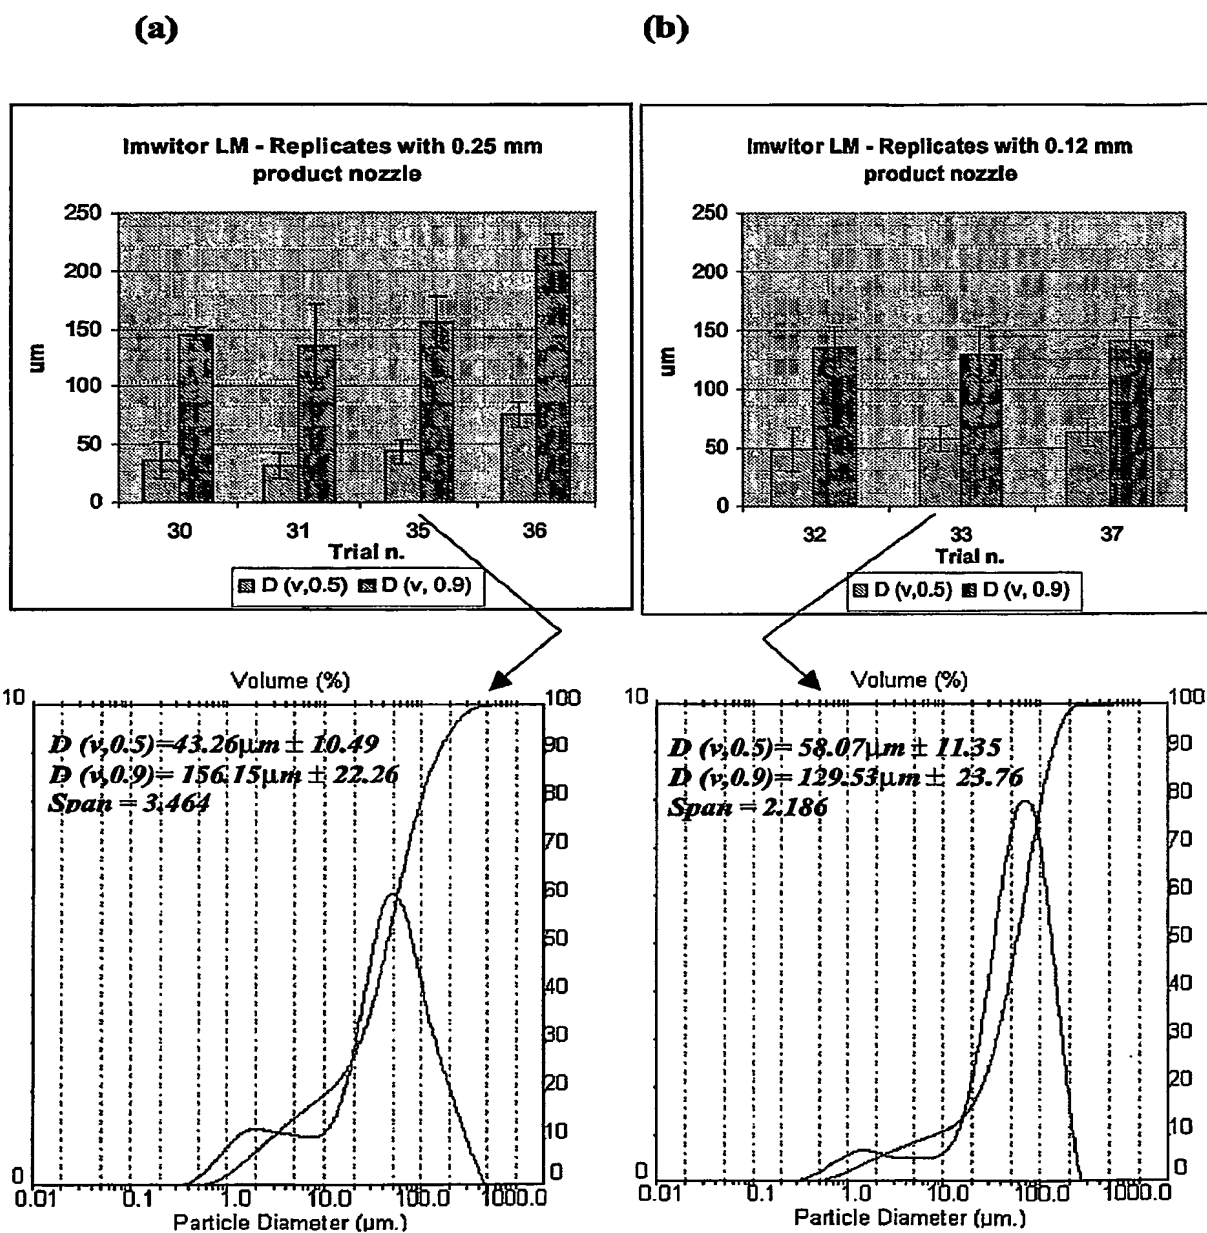 (a)
(b)
Imwitor LM - Replicates with 0.25 mm
product nozzle
250
200
150
100
50
0
um
30 31 35 36
Trial n.
D (v,0.5) D (v, 0.9)
Imwitor LM - Replicates with 0.12 mm
product nozzle
250
200
150
100
50
0
um
32 33 37
Trial n.
D (v,0.5) D (v, 0.9)
Volume (%)
10
100
90
80
70
60
50
40
30
20
10
0
0
D (v,0.5)=43.26µm ± 10.49
D (v,0.9)= 156.15µm ± 22.26
Span = 3.464
0.01 0.1 1.0 10.0 100.0 1000.0
Particle Diameter (µm.)
Volume (%)
10
100
90
80
70
60
50
40
30
20
10
0
0
D (v,0.5)= 58.07µm ± 11.35
D (v,0.9)= 129.53µm ± 23.76
Span = 2.186
0.01 0.1 1.0 10.0 100.0 1000.0
Particle Diameter (µm.)